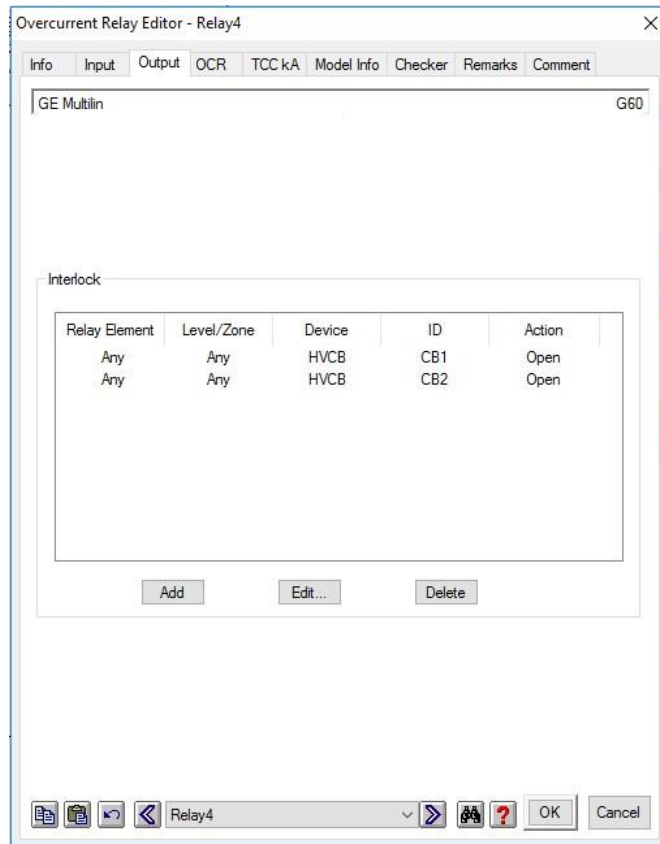 Overcurrent Relay Editor - Relay4
Info Input Output OCR TCC kA Model Info Checker Remarks Comment
GE Multilin G60
Interlock
Relay Element Level/Zone Device ID Action
Any Any HVCB CB1 Open
Any Any HVCB CB2 Open
Add Edit... Delete
Relay4 ? OK Cancel